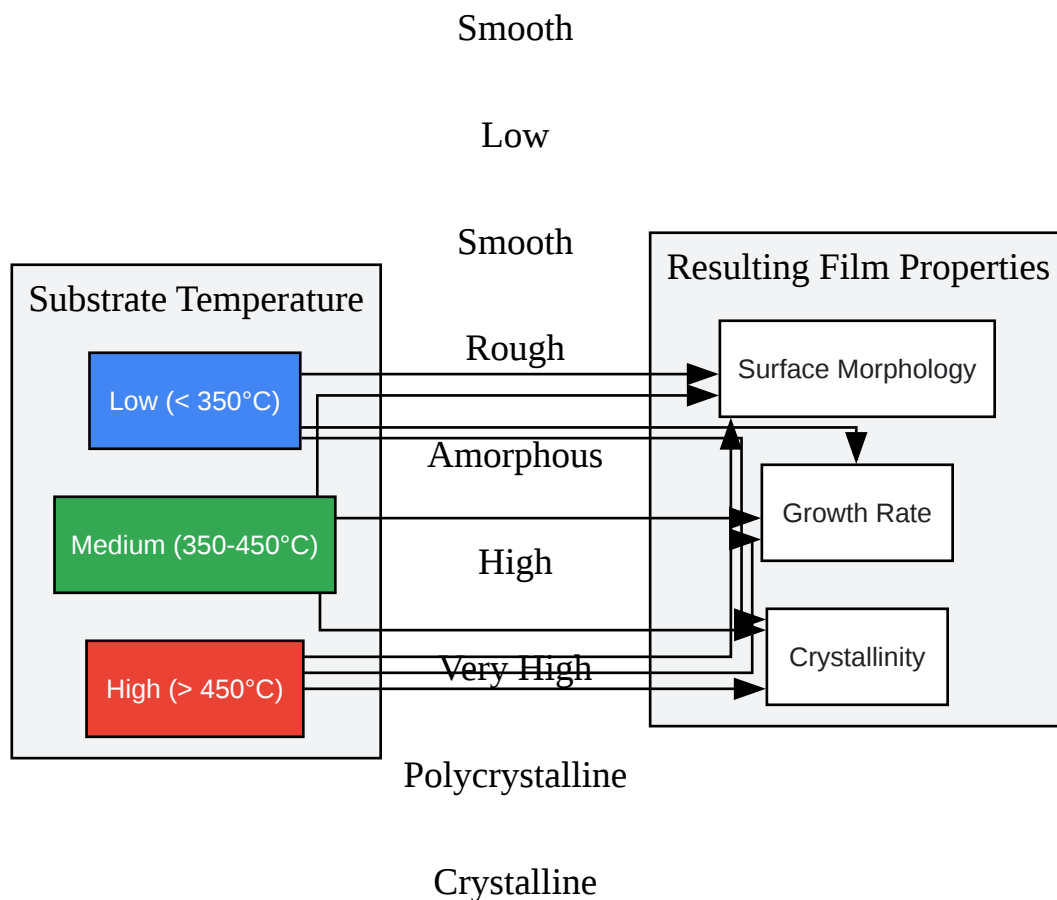 Smooth
Low
Smooth
Substrate Temperature
Resulting Film Properties
Rough
Surface Morphology
Low (< 350°C)
Amorphous
Growth Rate
Medium (350-450°C)
High
Crystallinity
Very High
High (> 450°C)
Polycrystalline
Crystalline